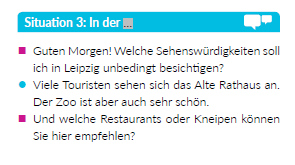 Situation 3: In der ...
Guten Morgen! Welche Sehenswürdigkeiten soll
ich in Leipzig unbedingt besichtigen?
Viele Touristen sehen sich das Alte Rathaus an.
Der Zoo ist aber auch sehr schön.
Und welche Restaurants oder Kneipen können
Sie hier empfehlen?